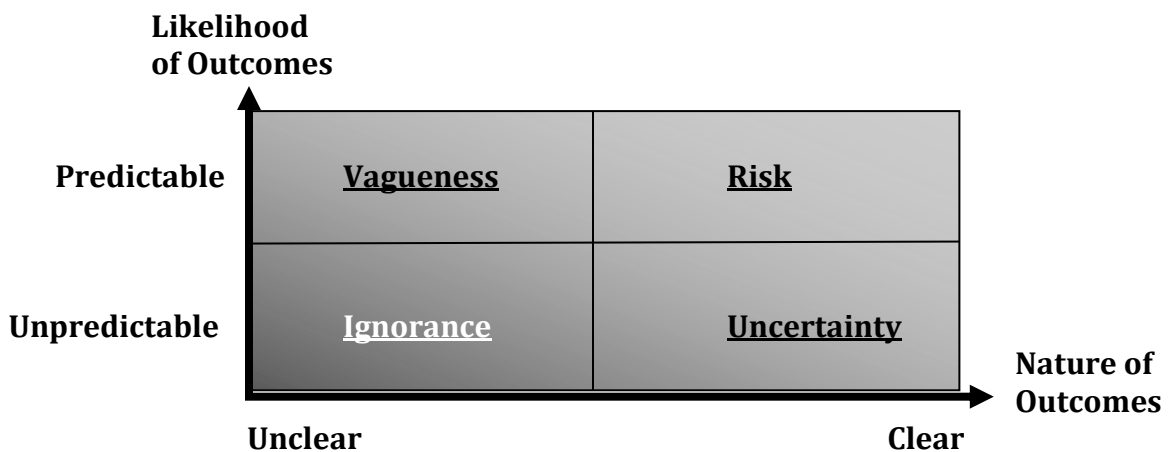 Likelihood
of Outcomes
Predictable
Vagueness
Risk
Unpredictable
Ignorance
Uncertainty
Nature of
Outcomes
Unclear
Clear